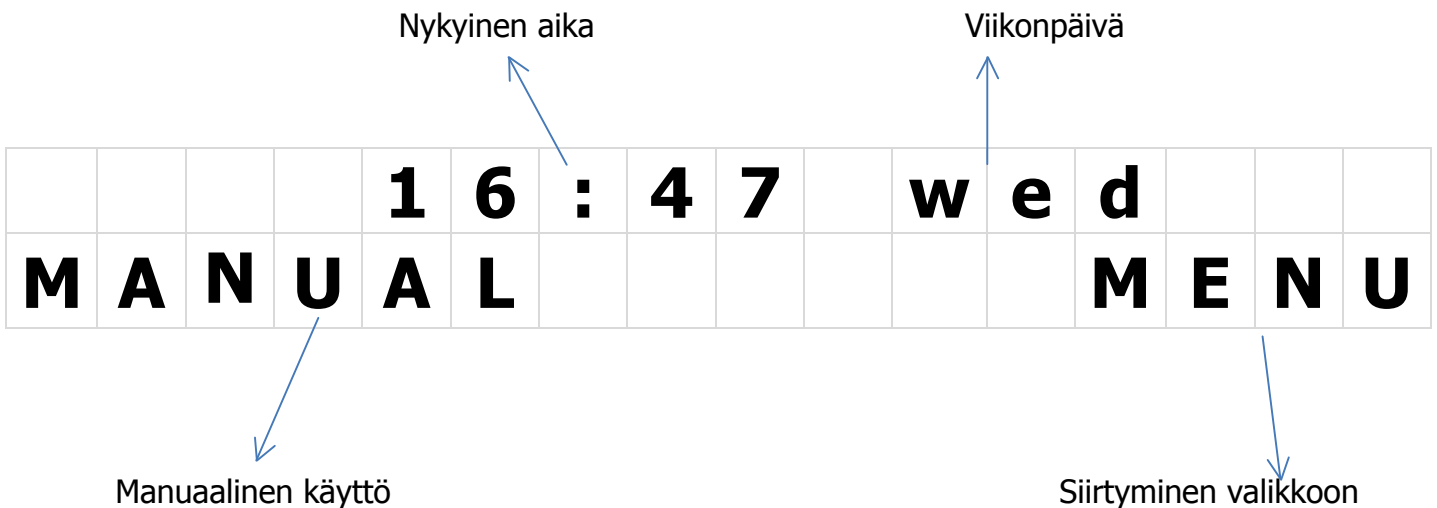 Nykyinen aika Viikonpäivä
16:47 wed
MANUAL MENU
Manuaalinen käyttö Siirtyminen valikkoon